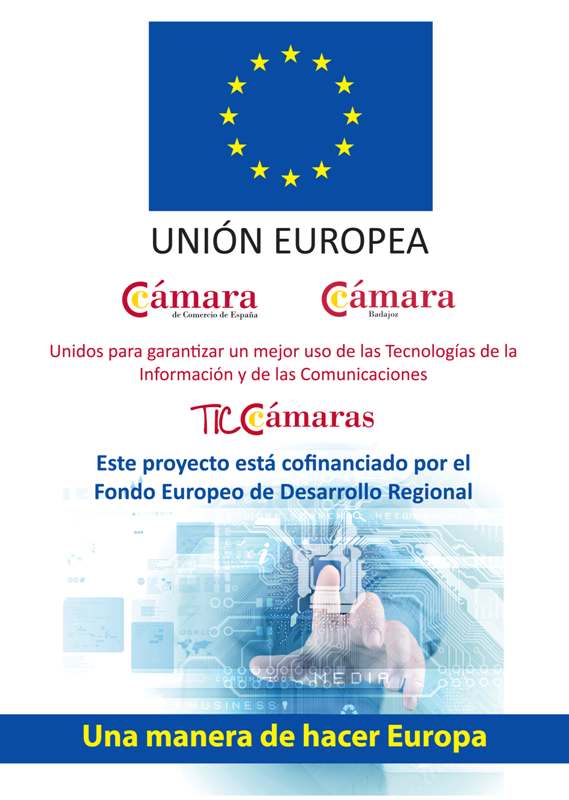 UNIÓN EUROPEA
Cámara
de Comercio de España
Cámara
Badajoz
Unidos para garantizar un mejor uso de las Tecnologías de la
Información y de las Comunicaciones
TICCámaras
Este proyecto está cofinanciado por el
Fondo Europeo de Desarrollo Regional
MEDIA
BUSINESS!
Una manera de hacer Europa